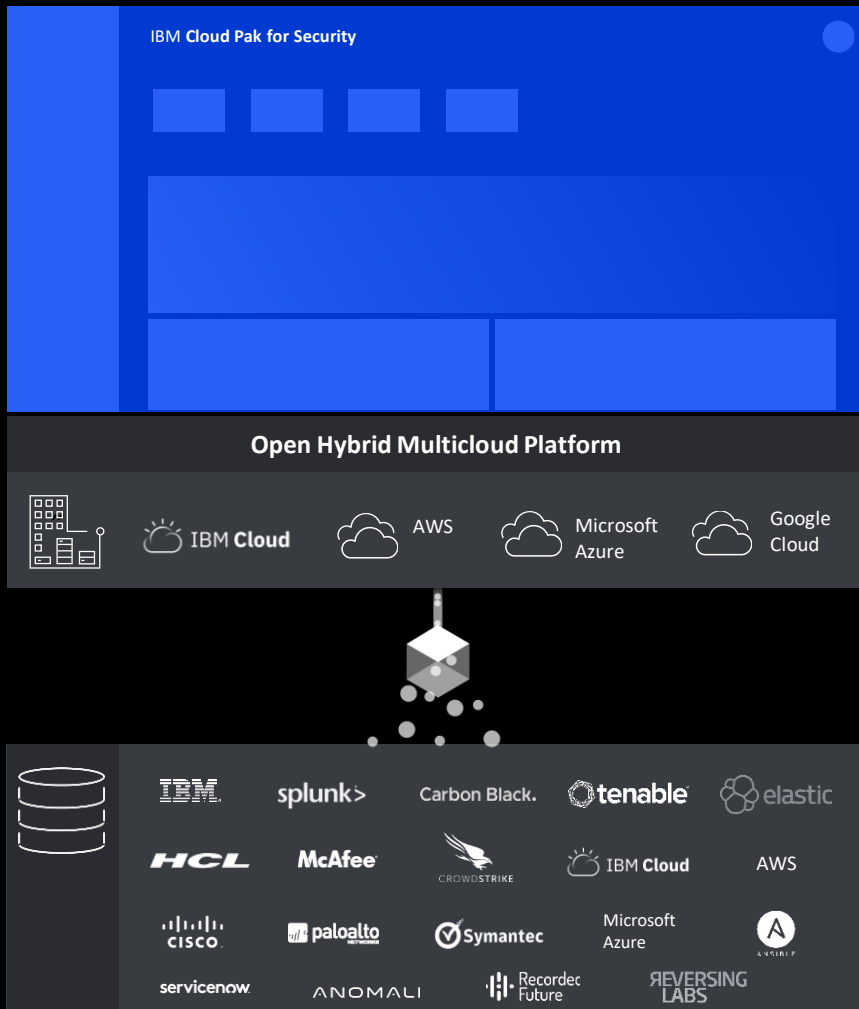 IBM Cloud Pak for Security
Open Hybrid Multicloud Platform
IBM Cloud
AWS
Microsoft
Azure
Google
Cloud
IBM
splunk>
Carbon Black.
tenable
elastic
HCL
McAfee
CROWDSTRIKE
IBM Cloud
AWS
CISCO
paloalto
NETWORKS
Symantec
Microsoft
Azure
ANSIBLE
servicenow
ANOMALI
Recorded
Future
REVERSING
LABS